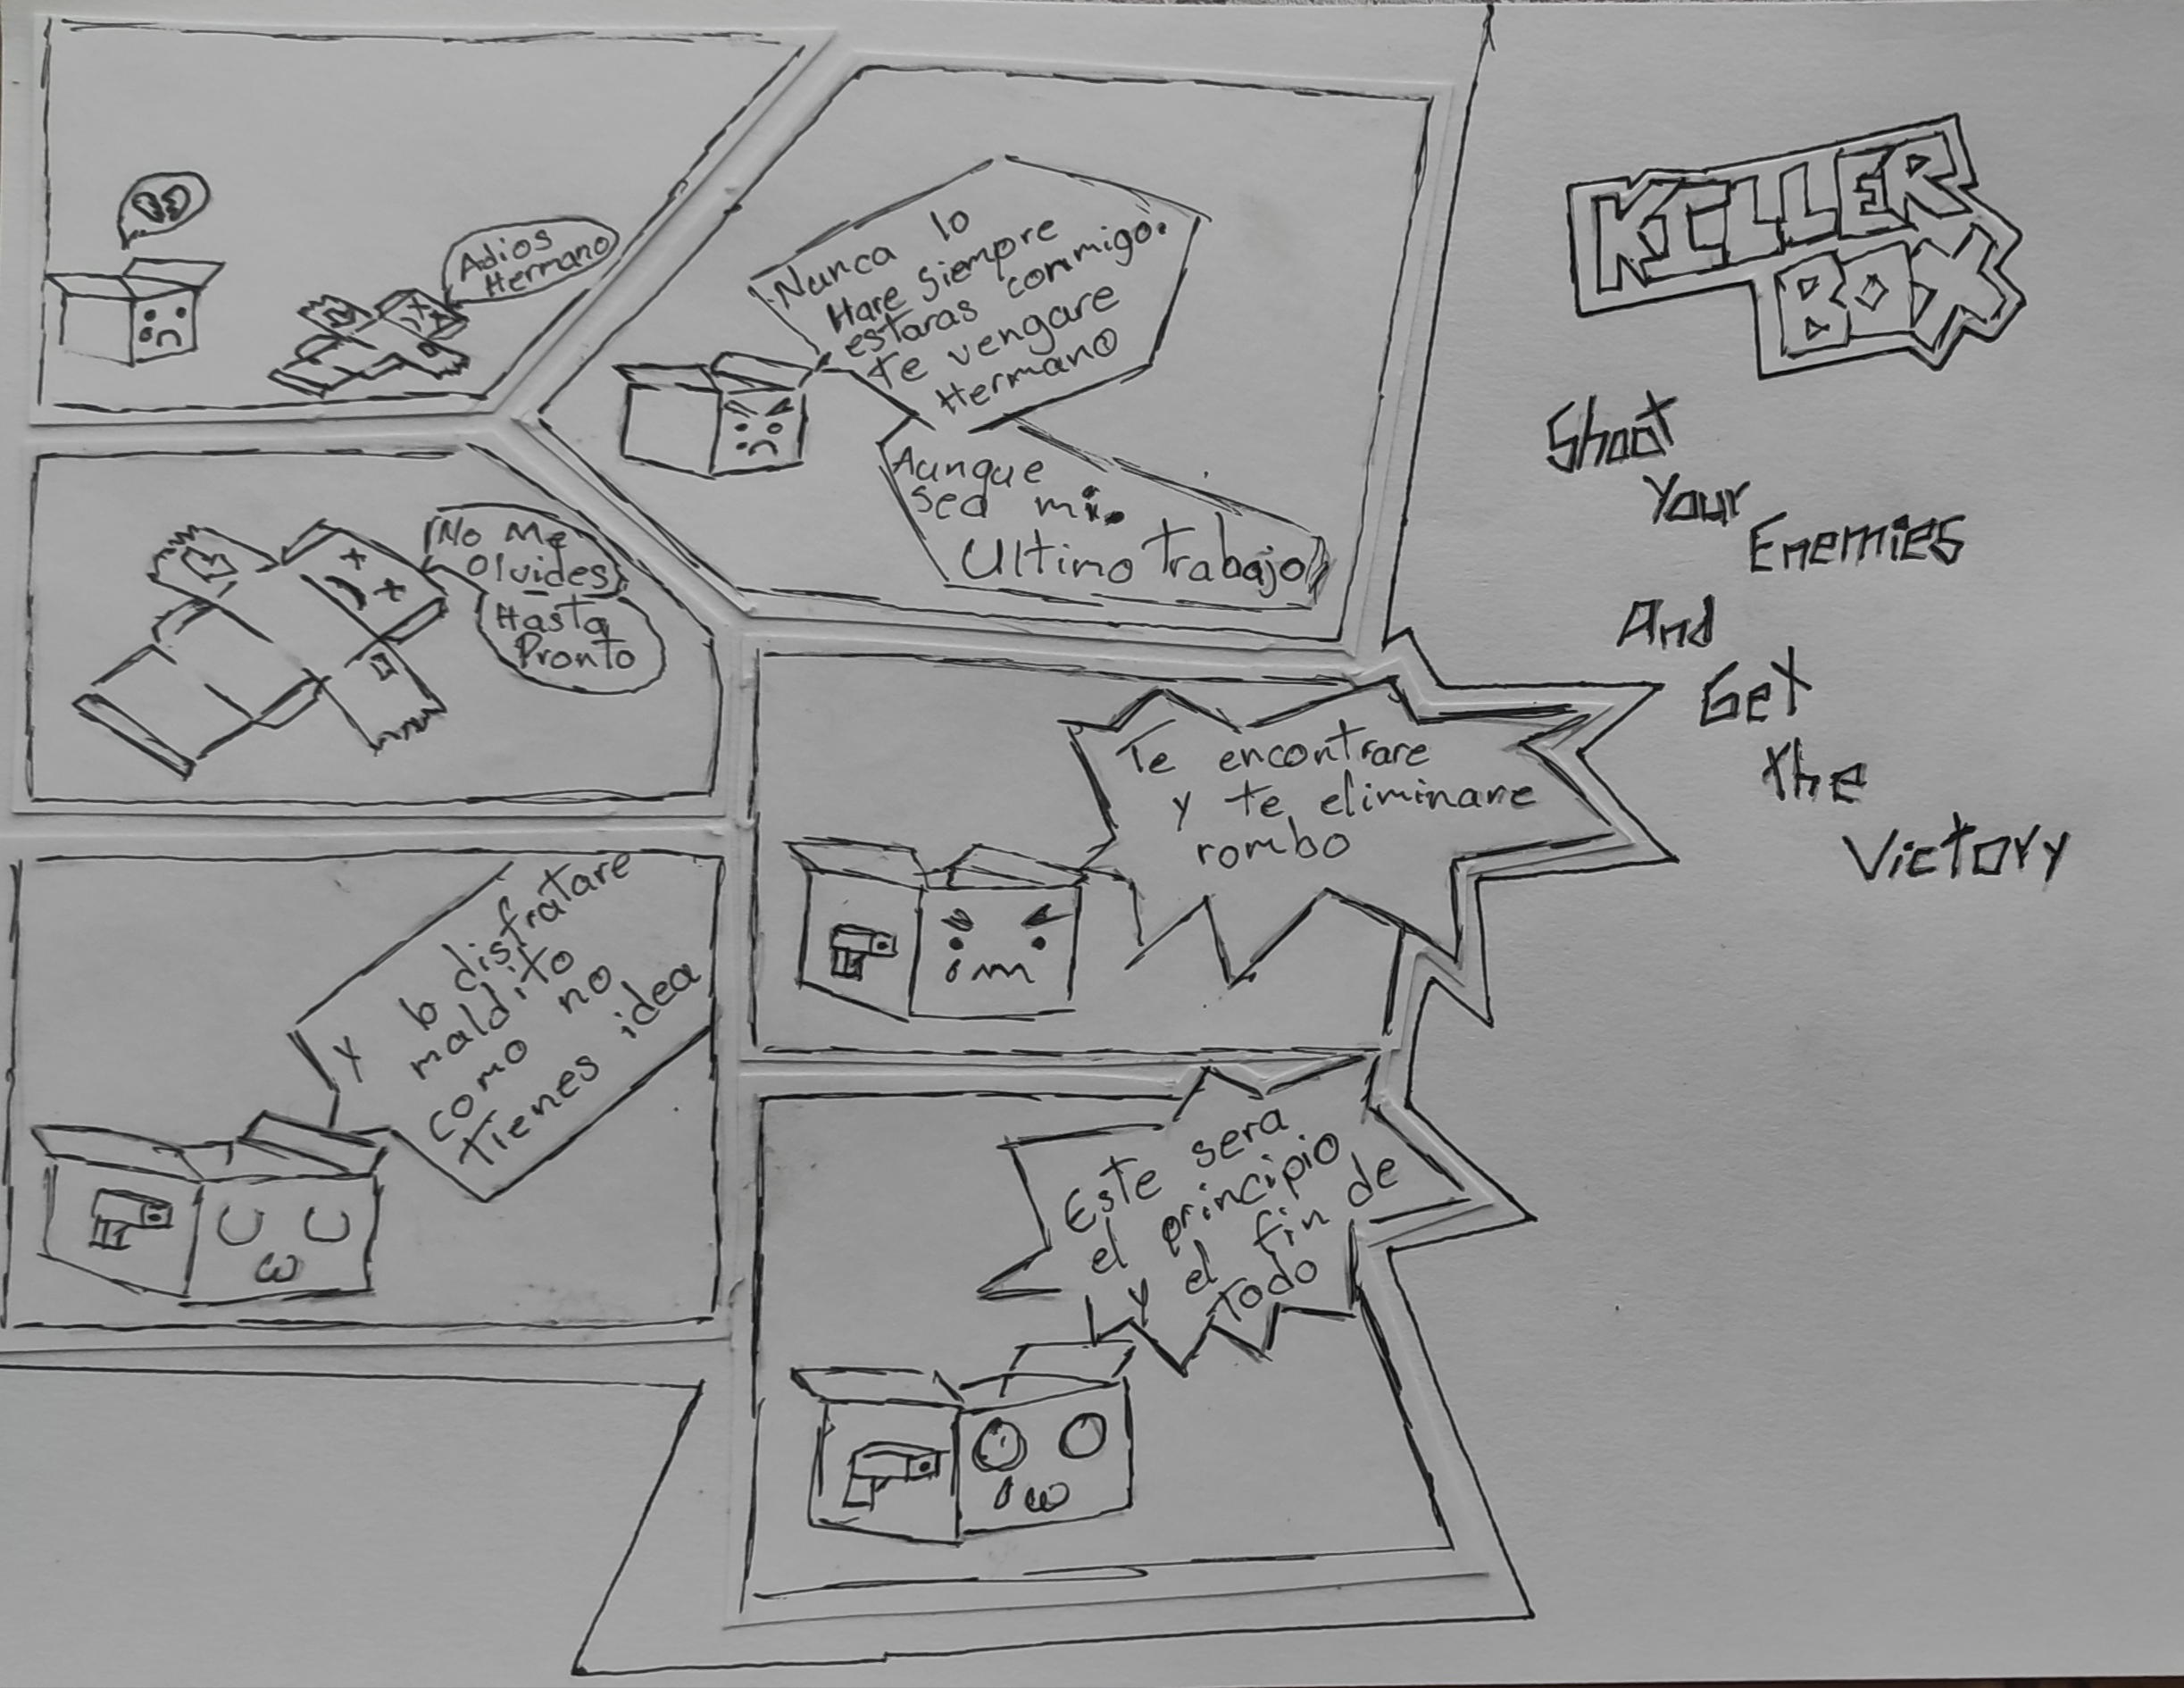 Adios
Hermano
No Me
Olvides
Hasta
Pronto
Nunca lo
Hare siempre
estaras conmigo.
te vengare
Hermano
Aunque
sea mi
Ultimo Trabajo
Te encontrare
y te eliminare
rombo
Y lo disfratare
maldito
como no
tienes idea
Este sera
el principio
y el fin de
todo
KILLER
BOX
Shoot
Your
Enemies
And
Get
the
Victory